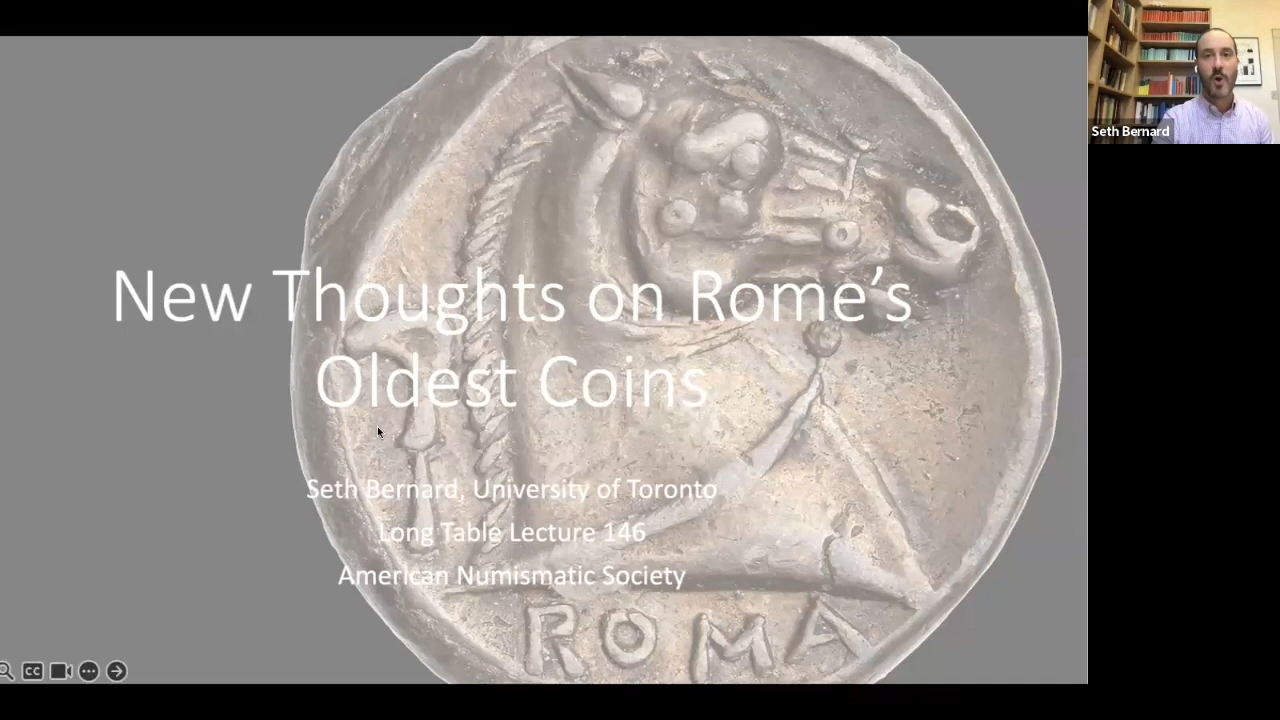 New Thoughts on Rome's
Oldest Coins
Seth Bernard, University of Toronto
Long Table Lecture 146
American Numismatic Society
ROMA
CC
Seth Bernard